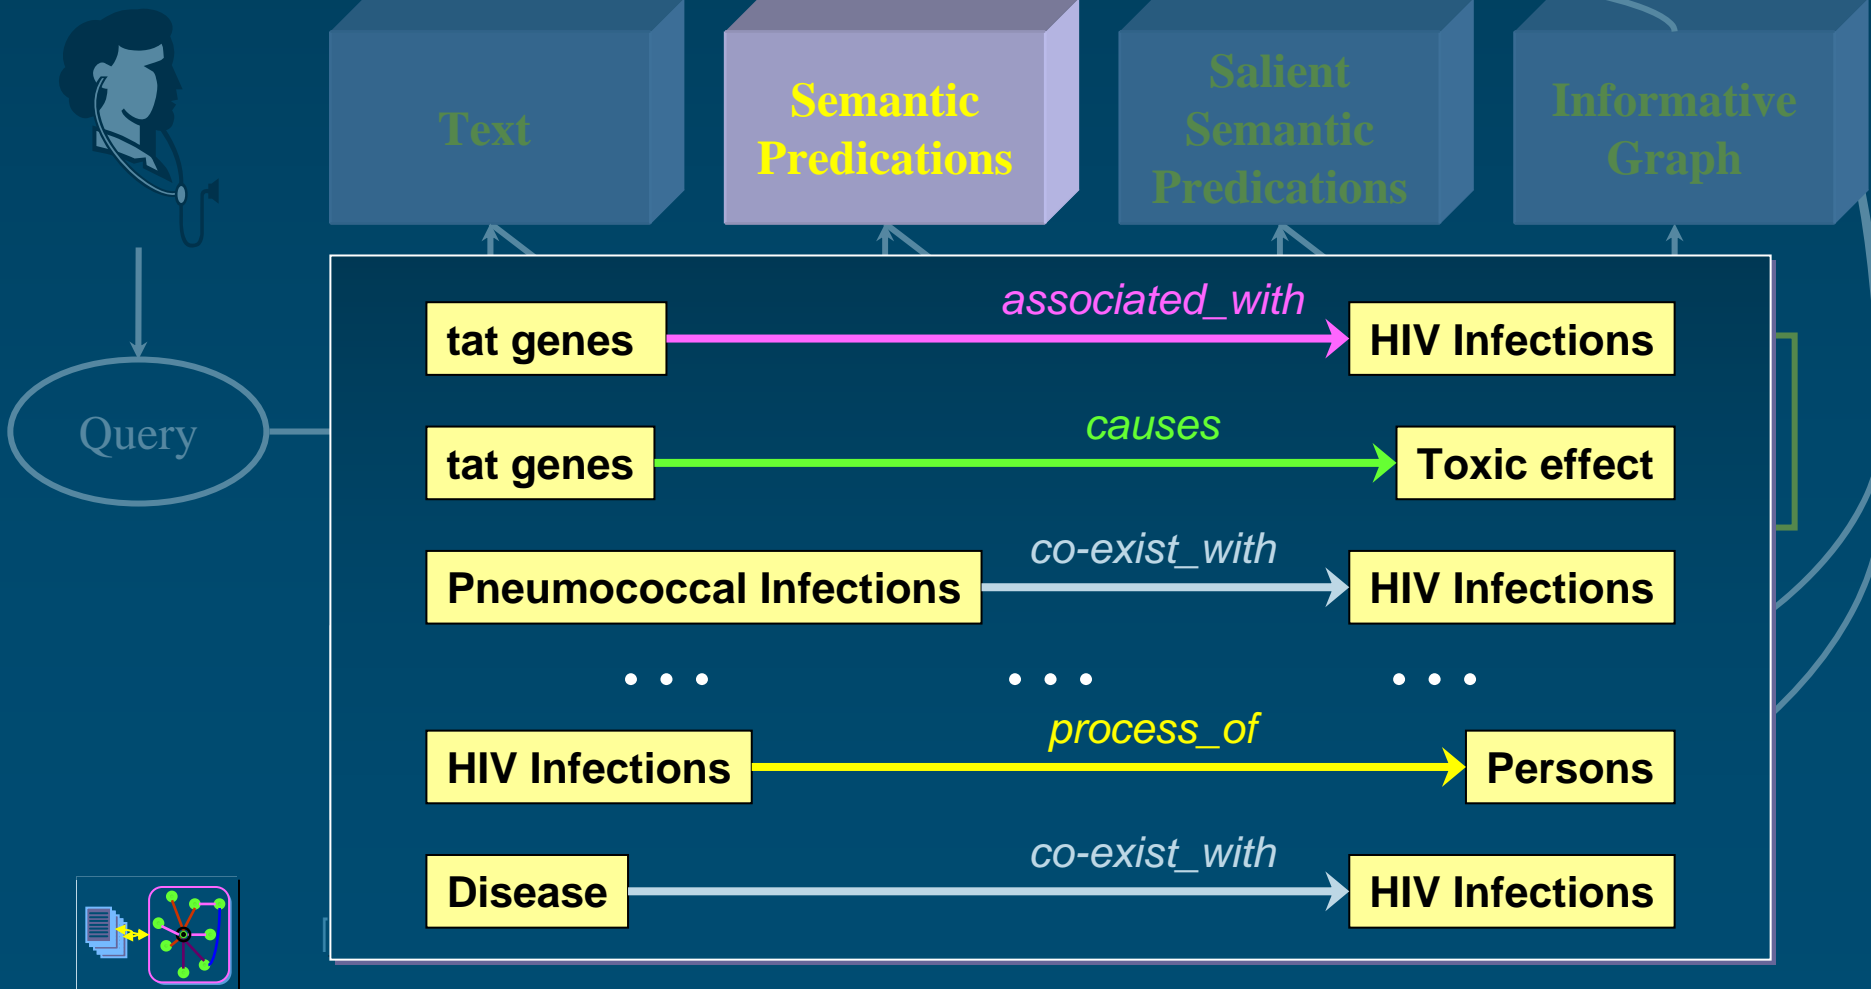 Text
Semantic
Predications
Salient
Semantic
Predications
Informative
Graph
Query
tat genes
associated_with
HIV Infections
tat genes
causes
Toxic effect
Pneumococcal Infections
co-exist_with
HIV Infections
... ... ...
HIV Infections
process_of
Persons
Disease
co-exist_with
HIV Infections